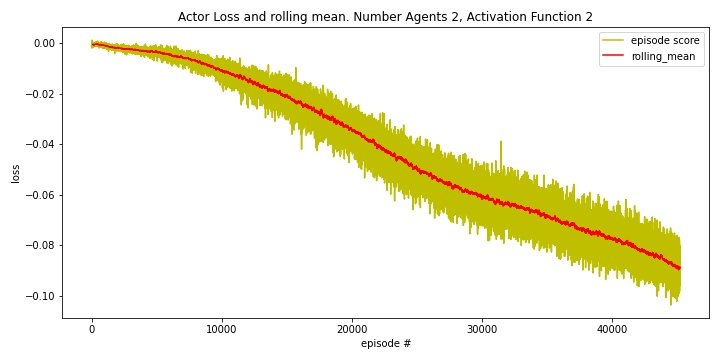 Actor Loss and rolling mean. Number Agents 2, Activation Function 2
episode score
rolling_mean
0.00
−0.02
−0.04
−0.06
−0.08
−0.10
loss
0
10000
20000
30000
40000
episode #